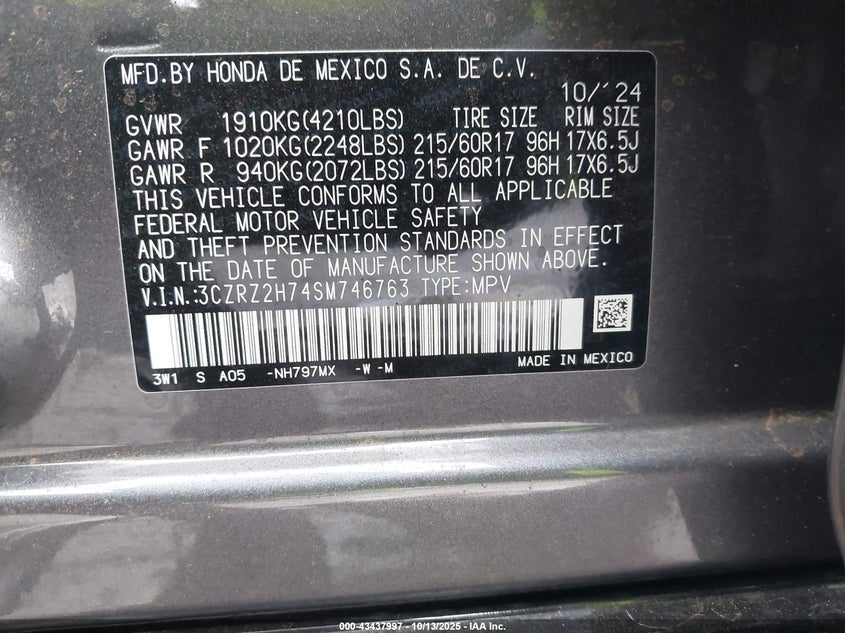 MFD.BY HONDA DE MEXICO S.A. DE C.V.
10/'24
GVWR 1910KG(4210LBS) TIRE SIZE RIM SIZE
GAWR F 1020KG(2248LBS) 215/60R17 96H 17X6.5J
GAWR R 940KG(2072LBS) 215/60R17 96H 17X6.5J
THIS VEHICLE CONFORMS TO ALL APPLICABLE
FEDERAL MOTOR VEHICLE SAFETY
AND THEFT PREVENTION STANDARDS IN EFFECT
ON THE DATE OF MANUFACTURE SHOWN ABOVE.
V.I.N.:3CZRZ2H74SM746763 TYPE:MPV
3W1 S A05 -NH797MX -W -M MADE IN MEXICO
000-43437997 - 10/13/2025 - IAA Inc.